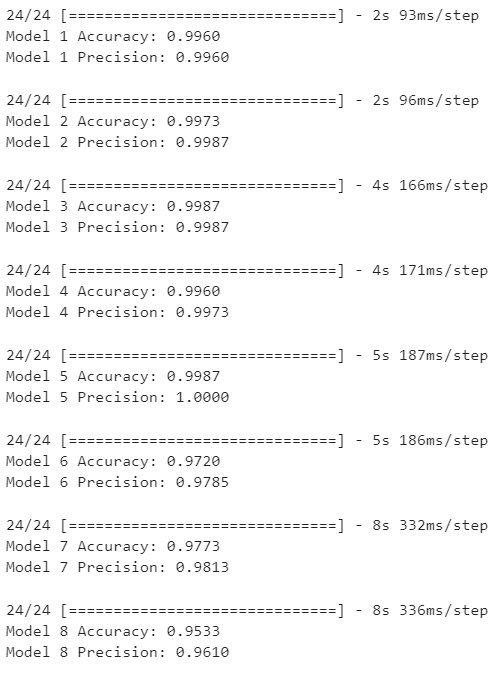 24/24 [==============================] - 2s 93ms/step
Model 1 Accuracy: 0.9960
Model 1 Precision: 0.9960
24/24 [==============================] - 2s 96ms/step
Model 2 Accuracy: 0.9973
Model 2 Precision: 0.9987
24/24 [==============================] - 4s 166ms/step
Model 3 Accuracy: 0.9987
Model 3 Precision: 0.9987
24/24 [==============================] - 4s 171ms/step
Model 4 Accuracy: 0.9960
Model 4 Precision: 0.9973
24/24 [==============================] - 5s 187ms/step
Model 5 Accuracy: 0.9987
Model 5 Precision: 1.0000
24/24 [==============================] - 5s 186ms/step
Model 6 Accuracy: 0.9720
Model 6 Precision: 0.9785
24/24 [==============================] - 8s 332ms/step
Model 7 Accuracy: 0.9773
Model 7 Precision: 0.9813
24/24 [==============================] - 8s 336ms/step
Model 8 Accuracy: 0.9533
Model 8 Precision: 0.9610